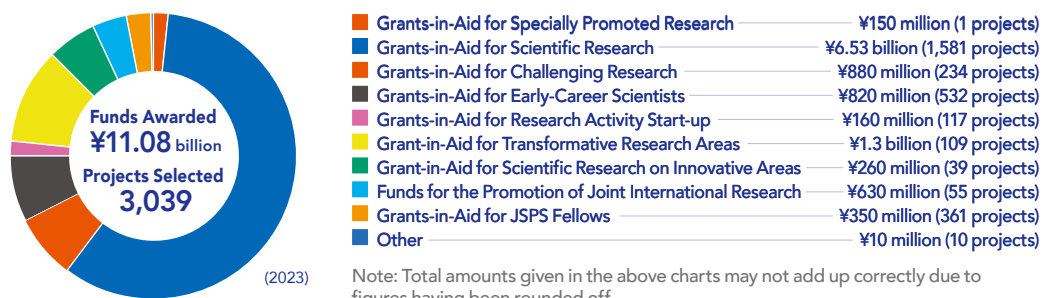 Funds Awarded
¥11.08 billion
Projects Selected
3,039
(2023)
Grants-in-Aid for Specially Promoted Research ¥150 million (1 projects)
Grants-in-Aid for Scientific Research ¥6.53 billion (1,581 projects)
Grants-in-Aid for Challenging Research ¥880 million (234 projects)
Grants-in-Aid for Early-Career Scientists ¥820 million (532 projects)
Grants-in-Aid for Research Activity Start-up ¥160 million (117 projects)
Grant-in-Aid for Transformative Research Areas ¥1.3 billion (109 projects)
Grant-in-Aid for Scientific Research on Innovative Areas ¥260 million (39 projects)
Funds for the Promotion of Joint International Research ¥630 million (55 projects)
Grants-in-Aid for JSPS Fellows ¥350 million (361 projects)
Other ¥10 million (10 projects)
Note: Total amounts given in the above charts may not add up correctly due to
figures having been rounded off